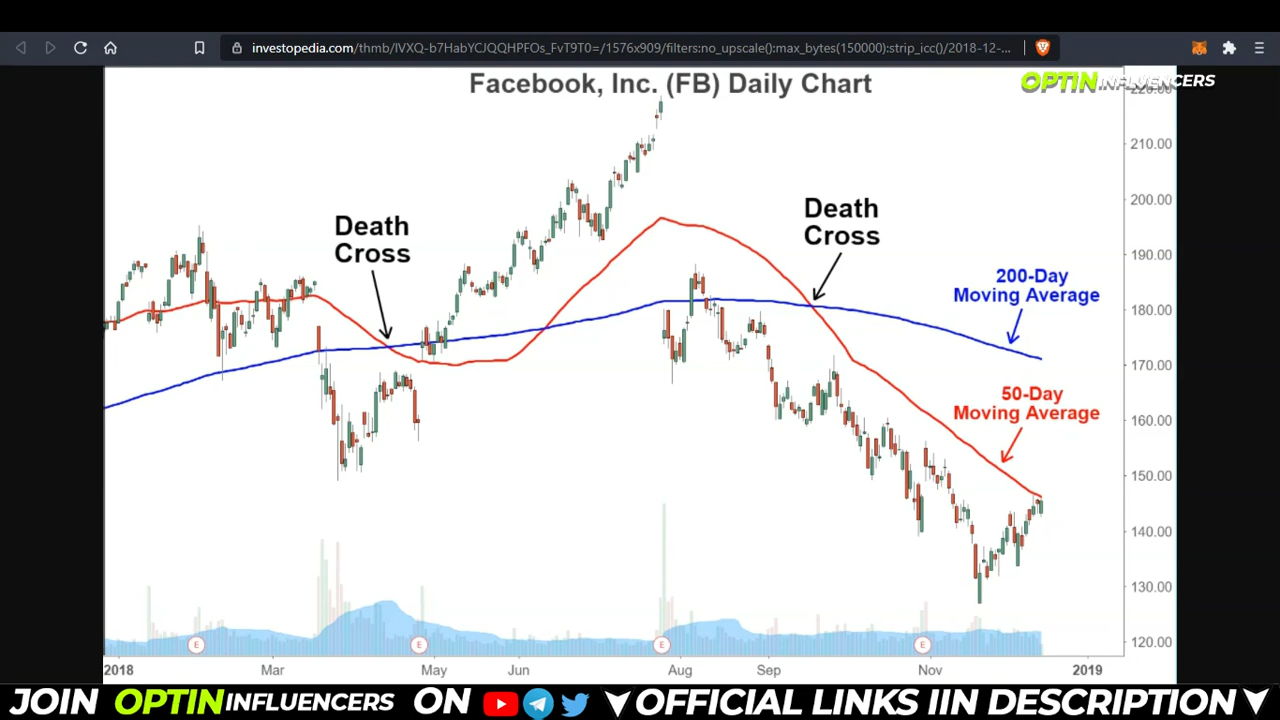 investopedia.com/thmb/IVXQ-b7HabYCJQQHPFOs_FvT9T0=/1576x909/filters:no_upscale():max_bytes(150000):strip_icc()/2018-12-...
Facebook, Inc. (FB) Daily Chart
OPTIN INFLUENCERS
220.00
210.00
200.00
190.00
180.00
170.00
160.00
150.00
140.00
130.00
120.00
Death
Cross
Death
Cross
200-Day
Moving Average
50-Day
Moving Average
E E E E
2018 Mar May Jun Aug Sep Nov 2019
JOIN OPTIN INFLUENCERS ON OFFICIAL LINKS IIN DESCRIPTION